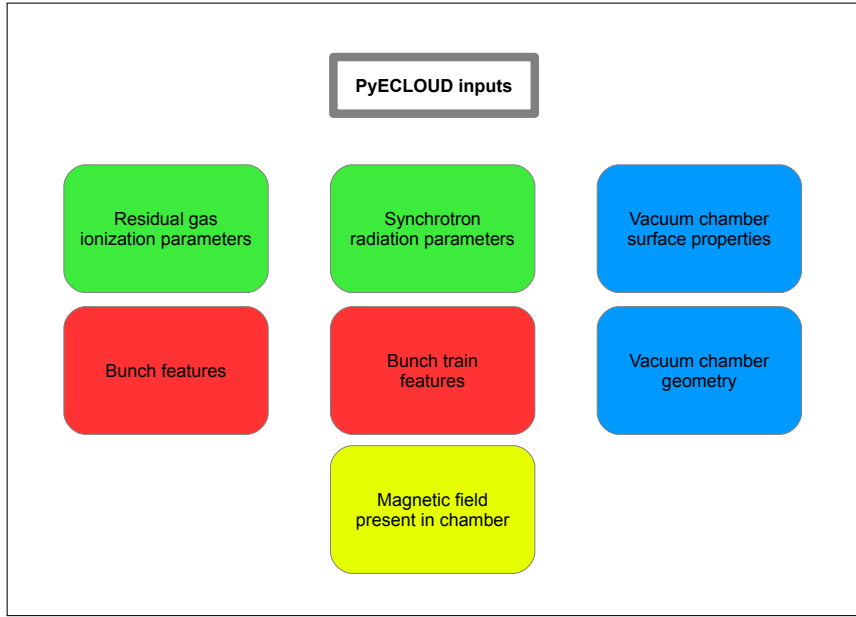 PyECLOUD inputs
Residual gas
ionization parameters
Synchrotron
radiation parameters
Vacuum chamber
surface properties
Bunch features
Bunch train
features
Vacuum chamber
geometry
Magnetic field
present in chamber